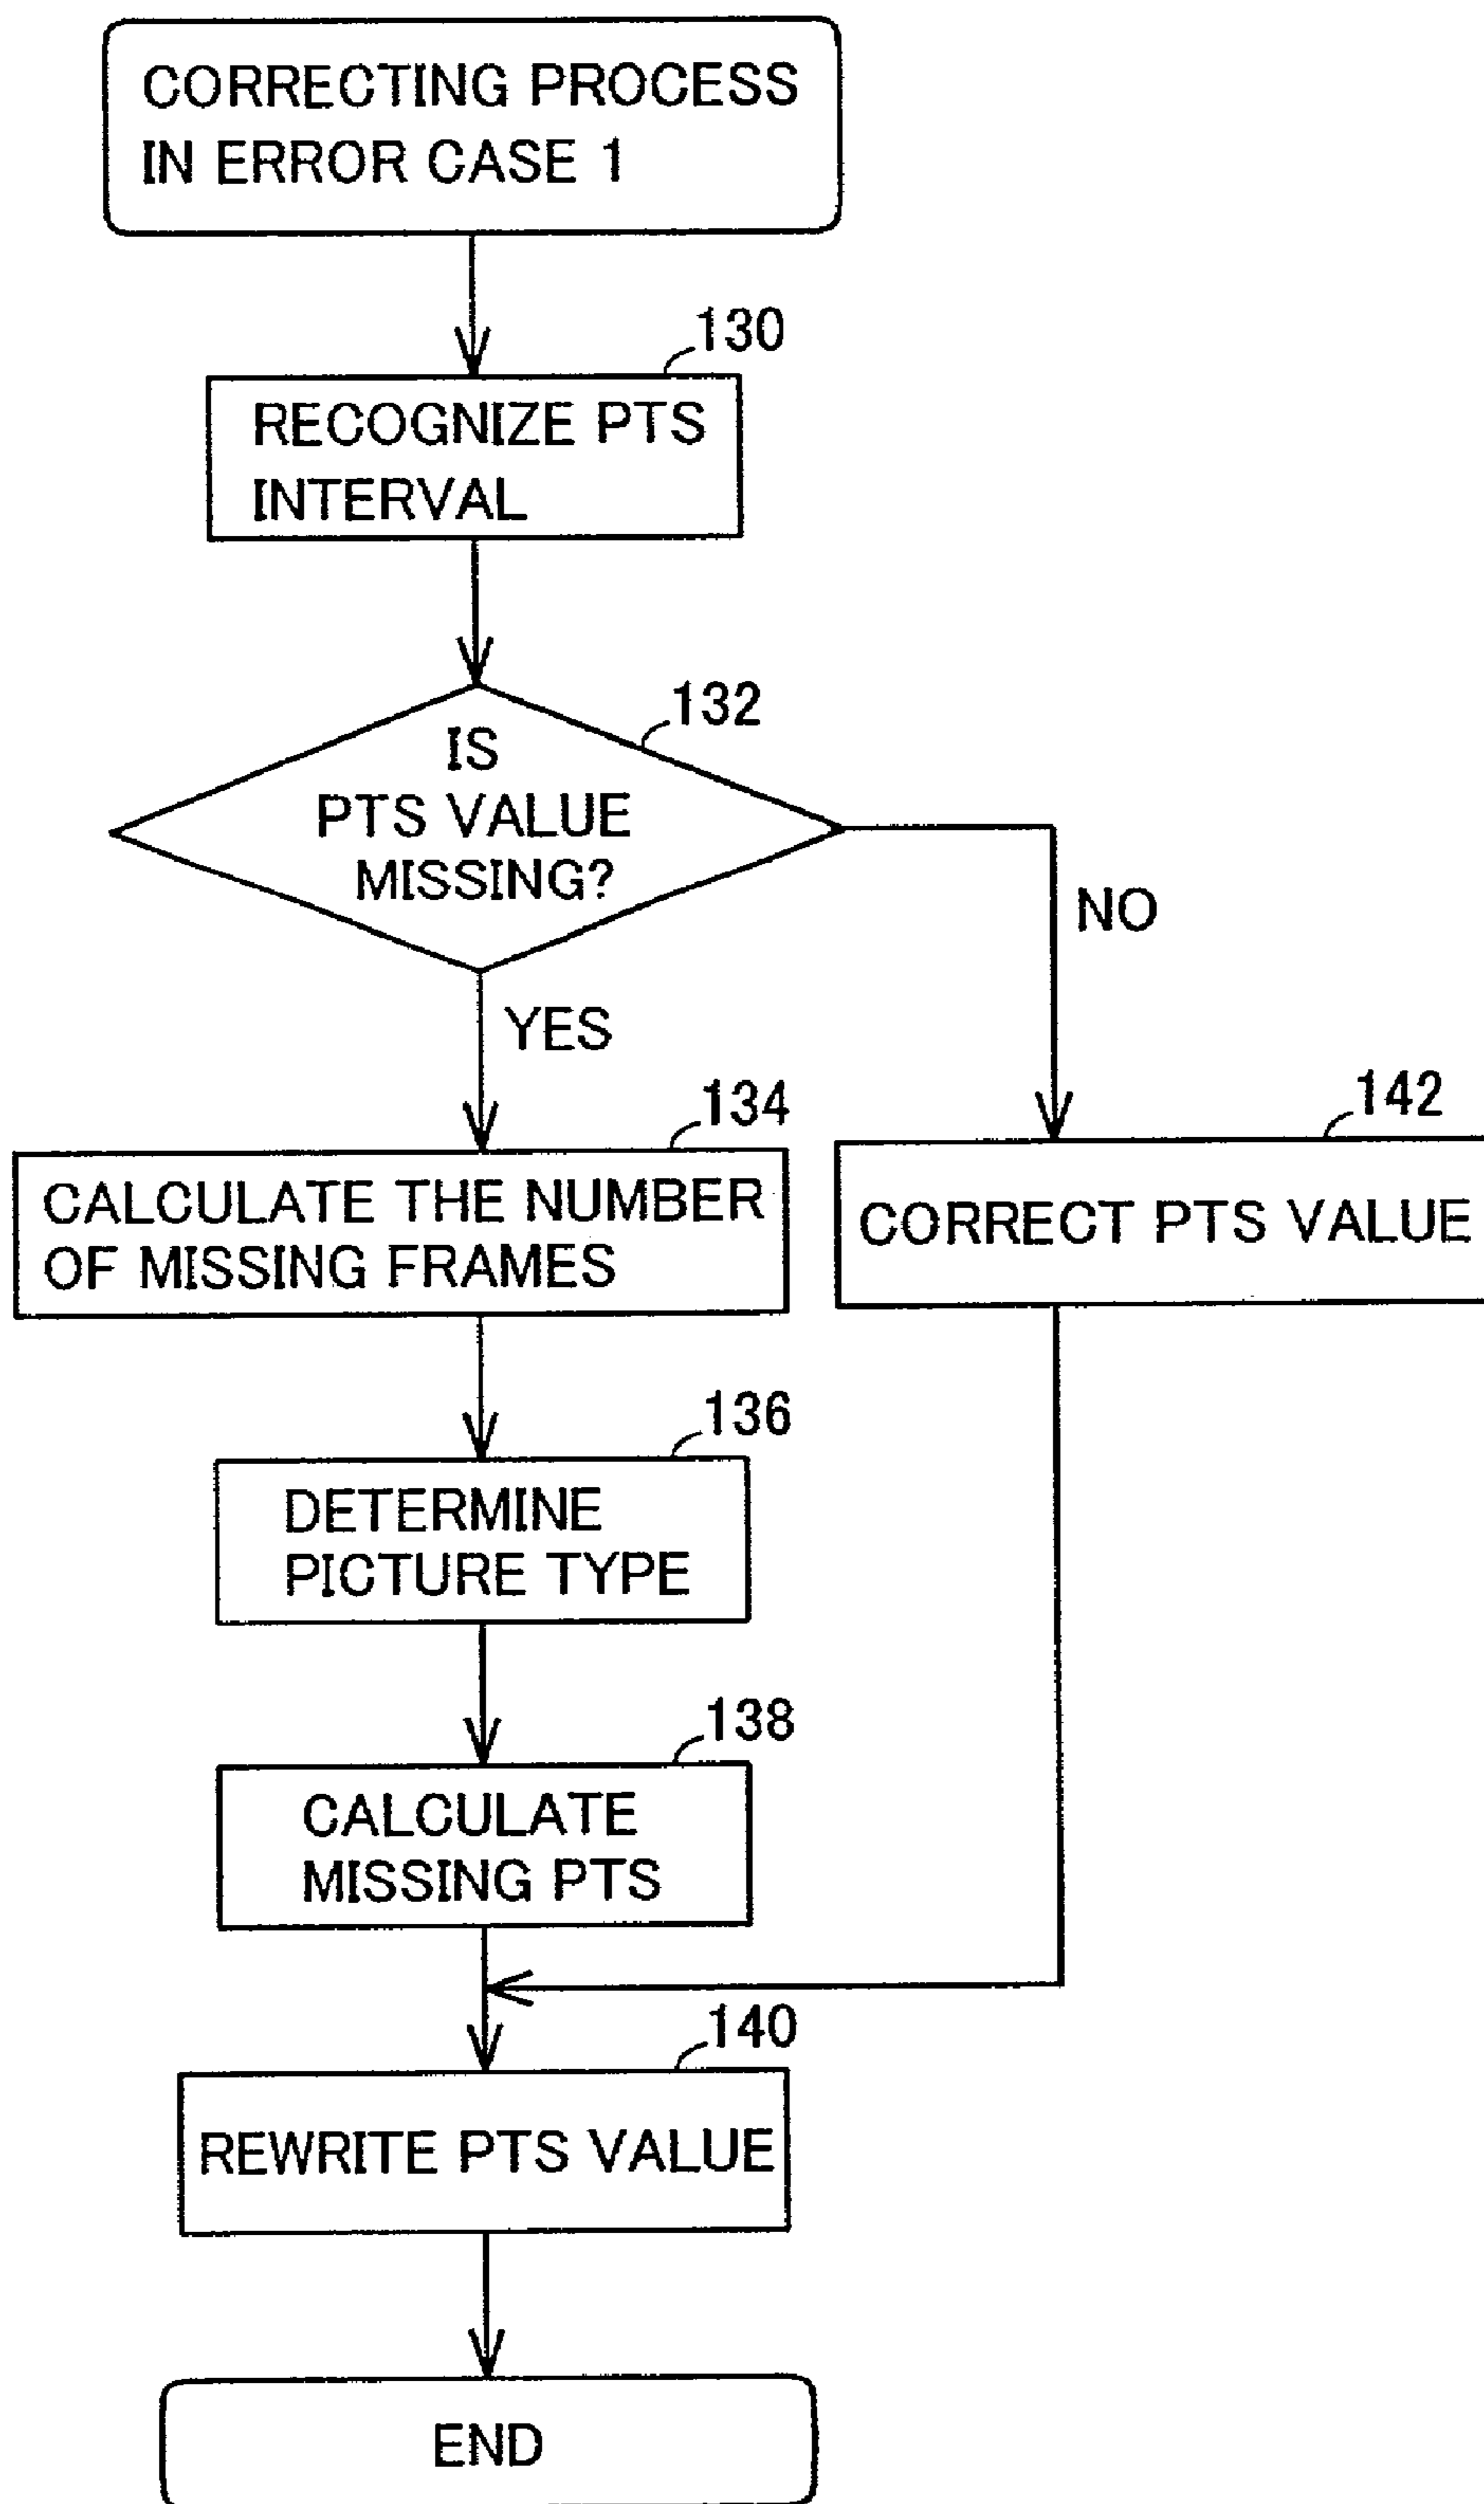 CORRECTING PROCESS
IN ERROR CASE 1
130
RECOGNIZE PTS
INTERVAL
132
IS
PTS VALUE
MISSING?
NO
YES
134
CALCULATE THE NUMBER
OF MISSING FRAMES
142
CORRECT PTS VALUE
136
DETERMINE
PICTURE TYPE
138
CALCULATE
MISSING PTS
140
REWRITE PTS VALUE
END